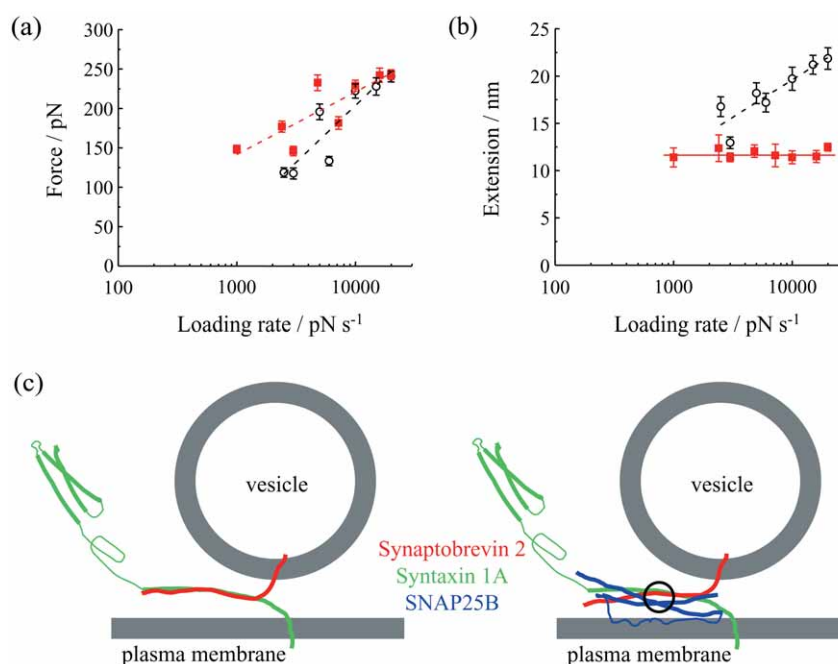 (a)
300
250
200
150
100
50
0
Force / pN
100
1000
10000
Loading rate / pN s⁻¹
(b)
25
20
15
10
5
0
Extension / nm
100
1000
10000
Loading rate / pN s⁻¹
(c)
vesicle
plasma membrane
Synaptobrevin 2
Syntaxin 1A
SNAP25B
vesicle
plasma membrane